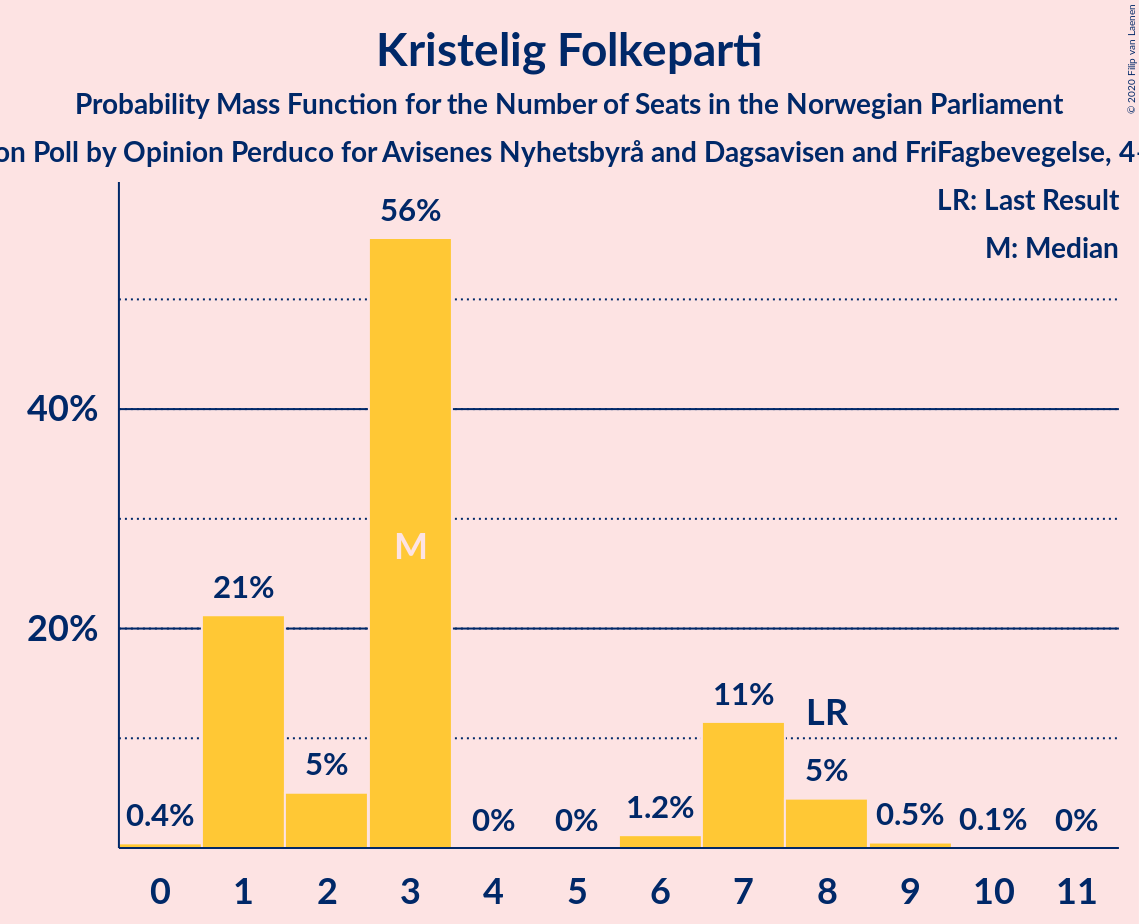 Kristelig Folkeparti
Probability Mass Function for the Number of Seats in the Norwegian Parliament
on Poll by Opinion Perduco for Avisenes Nyhetsbyrå and Dagsavisen and FriFagbevegelse, 4-
© 2020 Filip van Laenen
LR: Last Result
M: Median
56%
40%
M
21%
20%
11%
LR
5%
5%
0.4%
0%
0%
1.2%
0.5%
0.1%
0%
0 1 2 3 4 5 6 7 8 9 10 11